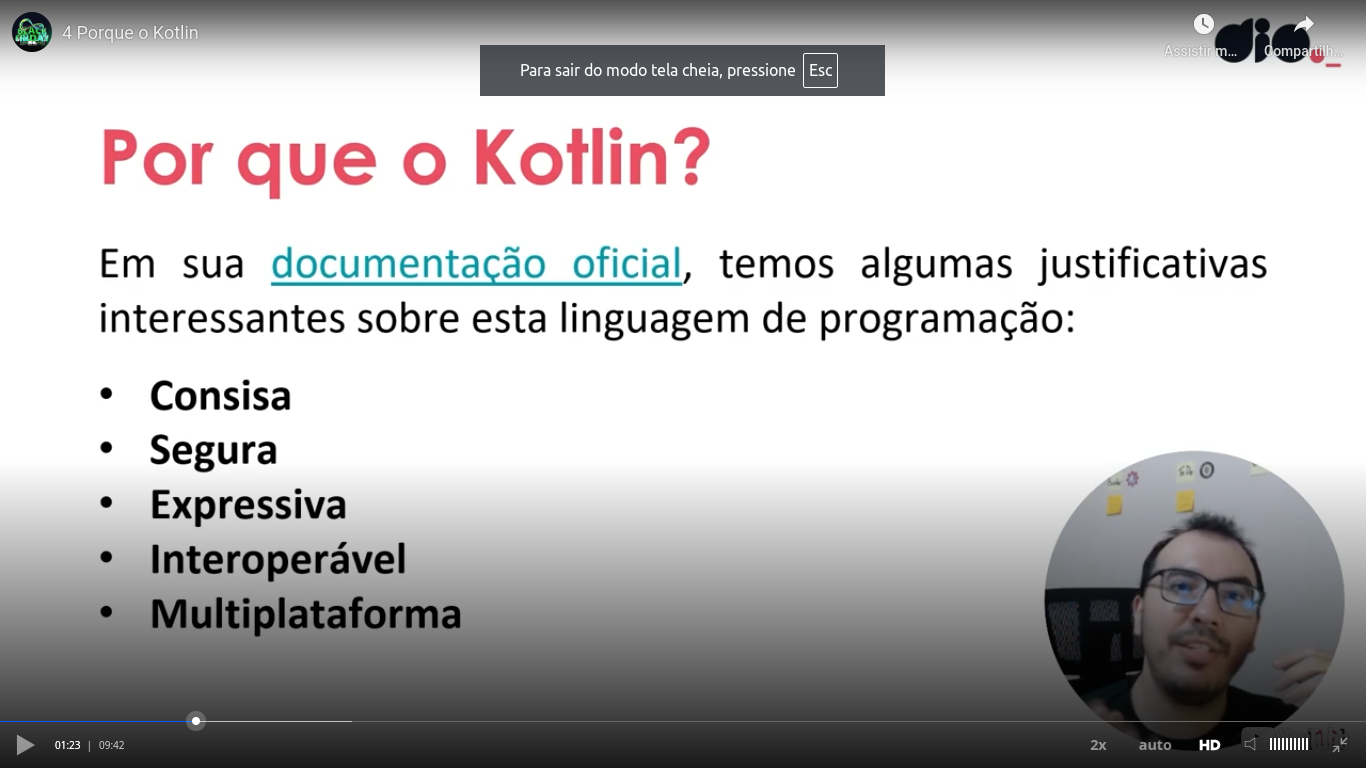 4 Porque o Kotlin
Assistir m...
Compartilh...
dio._
Para sair do modo tela cheia, pressione Esc
Por que o Kotlin?
Em sua documentação oficial, temos algumas justificativas
interessantes sobre esta linguagem de programação:
• Consisa
• Segura
• Expressiva
• Interoperável
• Multiplataforma
01:23 | 09:42
2x auto HD